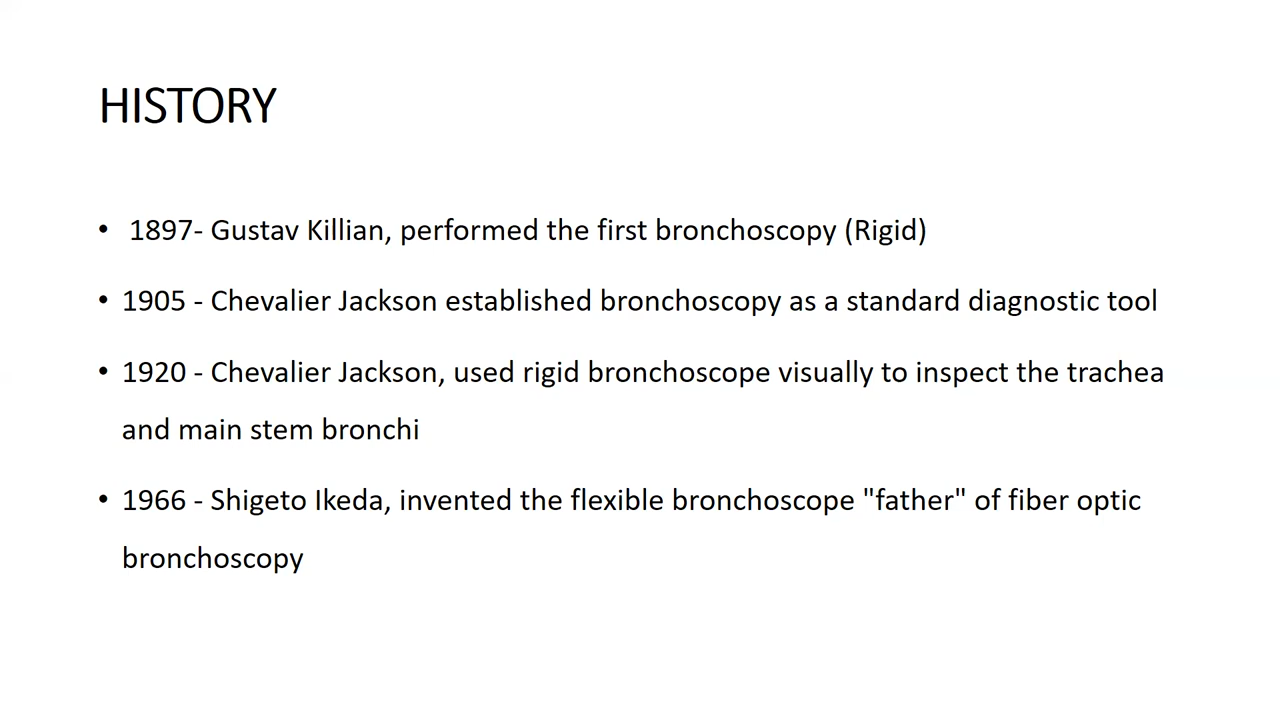 HISTORY
• 1897- Gustav Killian, performed the first bronchoscopy (Rigid)
• 1905 - Chevalier Jackson established bronchoscopy as a standard diagnostic tool
• 1920 - Chevalier Jackson, used rigid bronchoscope visually to inspect the trachea
and main stem bronchi
• 1966 - Shigeto Ikeda, invented the flexible bronchoscope "father" of fiber optic
bronchoscopy